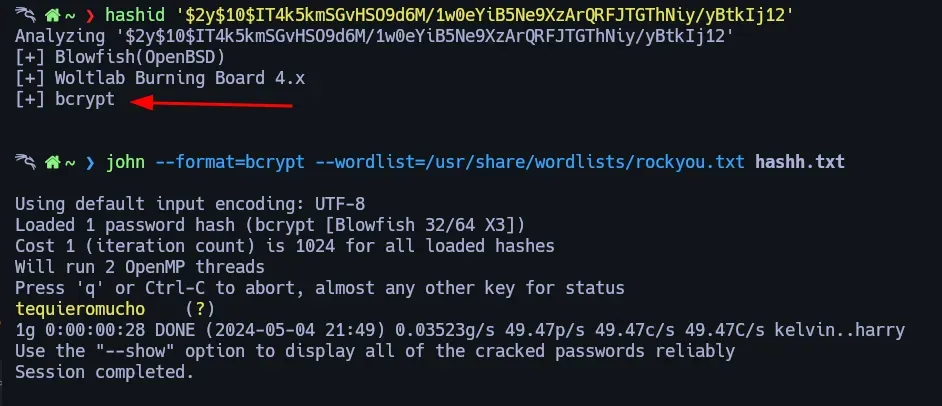 ~ ❯ hashid '$2y$10$IT4k5kmSGvHSO9d6M/1w0eYiB5Ne9XzArQRFJTGThNiy/yBtkIj12'
Analyzing '$2y$10$IT4k5kmSGvHSO9d6M/1w0eYiB5Ne9XzArQRFJTGThNiy/yBtkIj12'
[+] Blowfish(OpenBSD)
[+] Woltlab Burning Board 4.x
[+] bcrypt
~ ❯ john --format=bcrypt --wordlist=/usr/share/wordlists/rockyou.txt hashh.txt
Using default input encoding: UTF-8
Loaded 1 password hash (bcrypt [Blowfish 32/64 X3])
Cost 1 (iteration count) is 1024 for all loaded hashes
Will run 2 OpenMP threads
Press 'q' or Ctrl-C to abort, almost any other key for status
tequieromucho    (?)
1g 0:00:00:28 DONE (2024-05-04 21:49) 0.03523g/s 49.47p/s 49.47c/s 49.47C/s kelvin..harry
Use the "--show" option to display all of the cracked passwords reliably
Session completed.